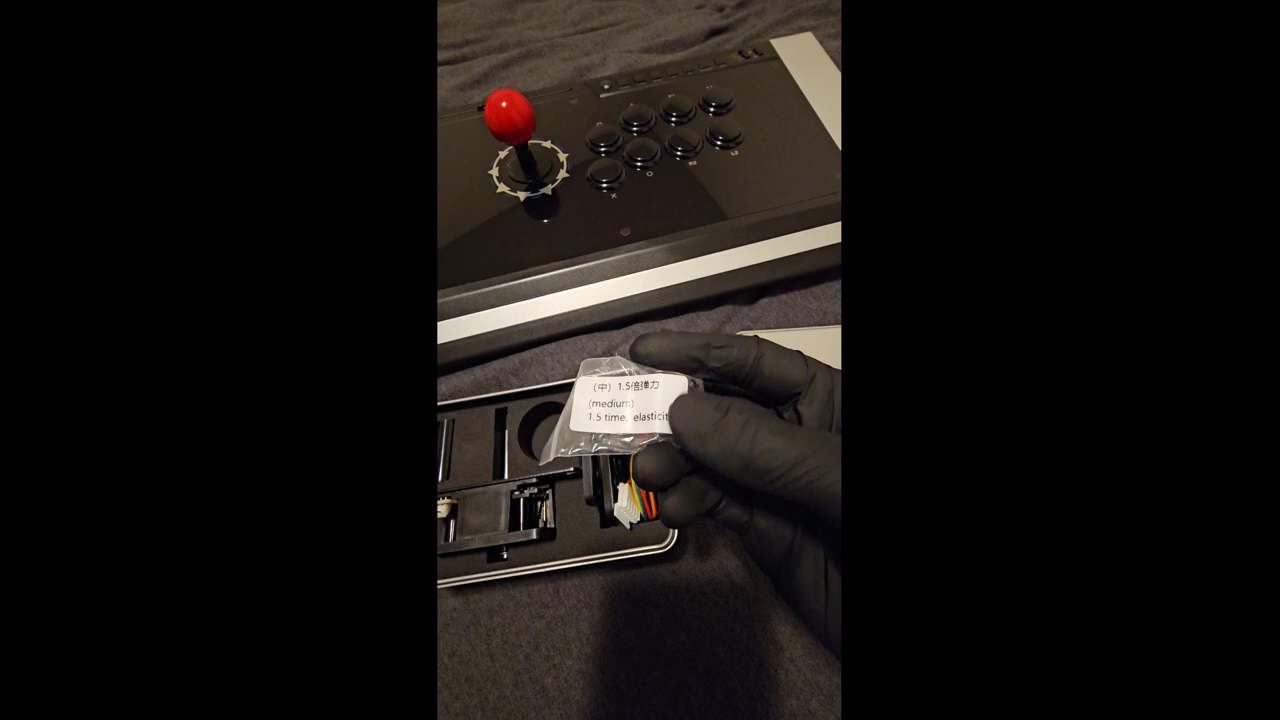 （中）1.5倍弹力
(medium)
1.5 times elasticit